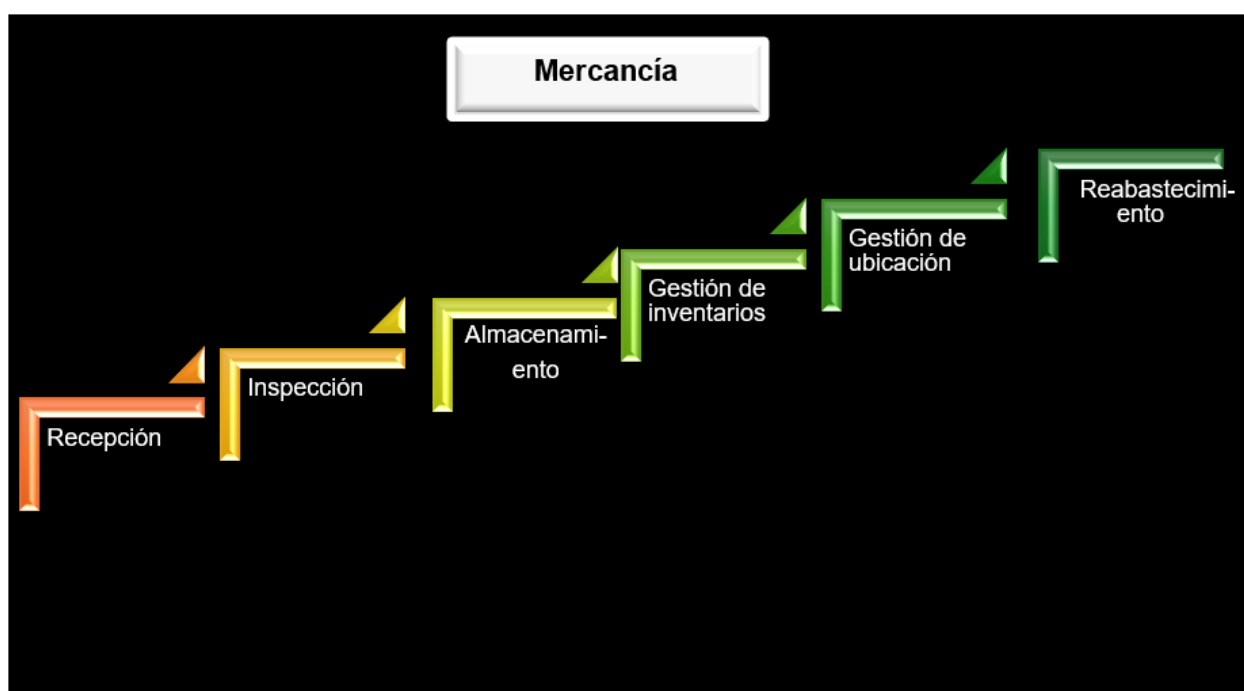 Mercancía
Recepción
Inspección
Almacenami-
ento
Gestión de
inventarios
Gestión de
ubicación
Reabastecimi-
ento